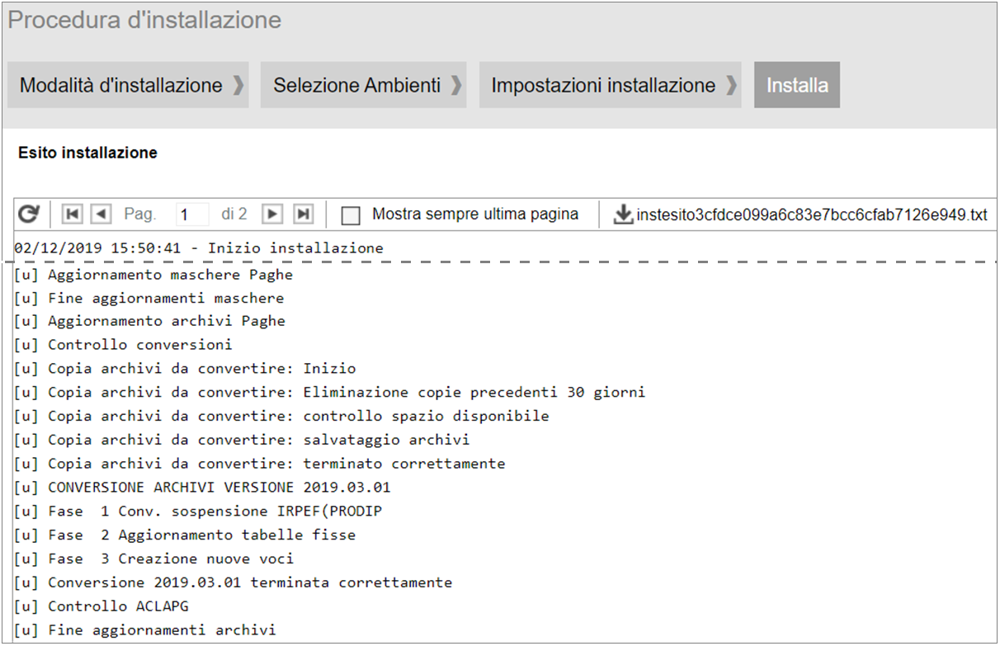 Procedura d'installazione
Modalità d'installazione ❯ Selezione Ambienti ❯ Impostazioni installazione ❯ Installa
Esito installazione
Pag. 1 di 2 Mostra sempre ultima pagina instesito3cfdce099a6c83e7bcc6cfab7126e949.txt
02/12/2019 15:50:41 - Inizio installazione
[u] Aggiornamento maschere Paghe
[u] Fine aggiornamenti maschere
[u] Aggiornamento archivi Paghe
[u] Controllo conversioni
[u] Copia archivi da convertire: Inizio
[u] Copia archivi da convertire: Eliminazione copie precedenti 30 giorni
[u] Copia archivi da convertire: controllo spazio disponibile
[u] Copia archivi da convertire: salvataggio archivi
[u] Copia archivi da convertire: terminato correttamente
[u] CONVERSIONE ARCHIVI VERSIONE 2019.03.01
[u] Fase  1 Conv. sospensione IRPEF(PRODIP
[u] Fase  2 Aggiornamento tabelle fisse
[u] Fase  3 Creazione nuove voci
[u] Conversione 2019.03.01 terminata correttamente
[u] Controllo ACLAPG
[u] Fine aggiornamenti archivi